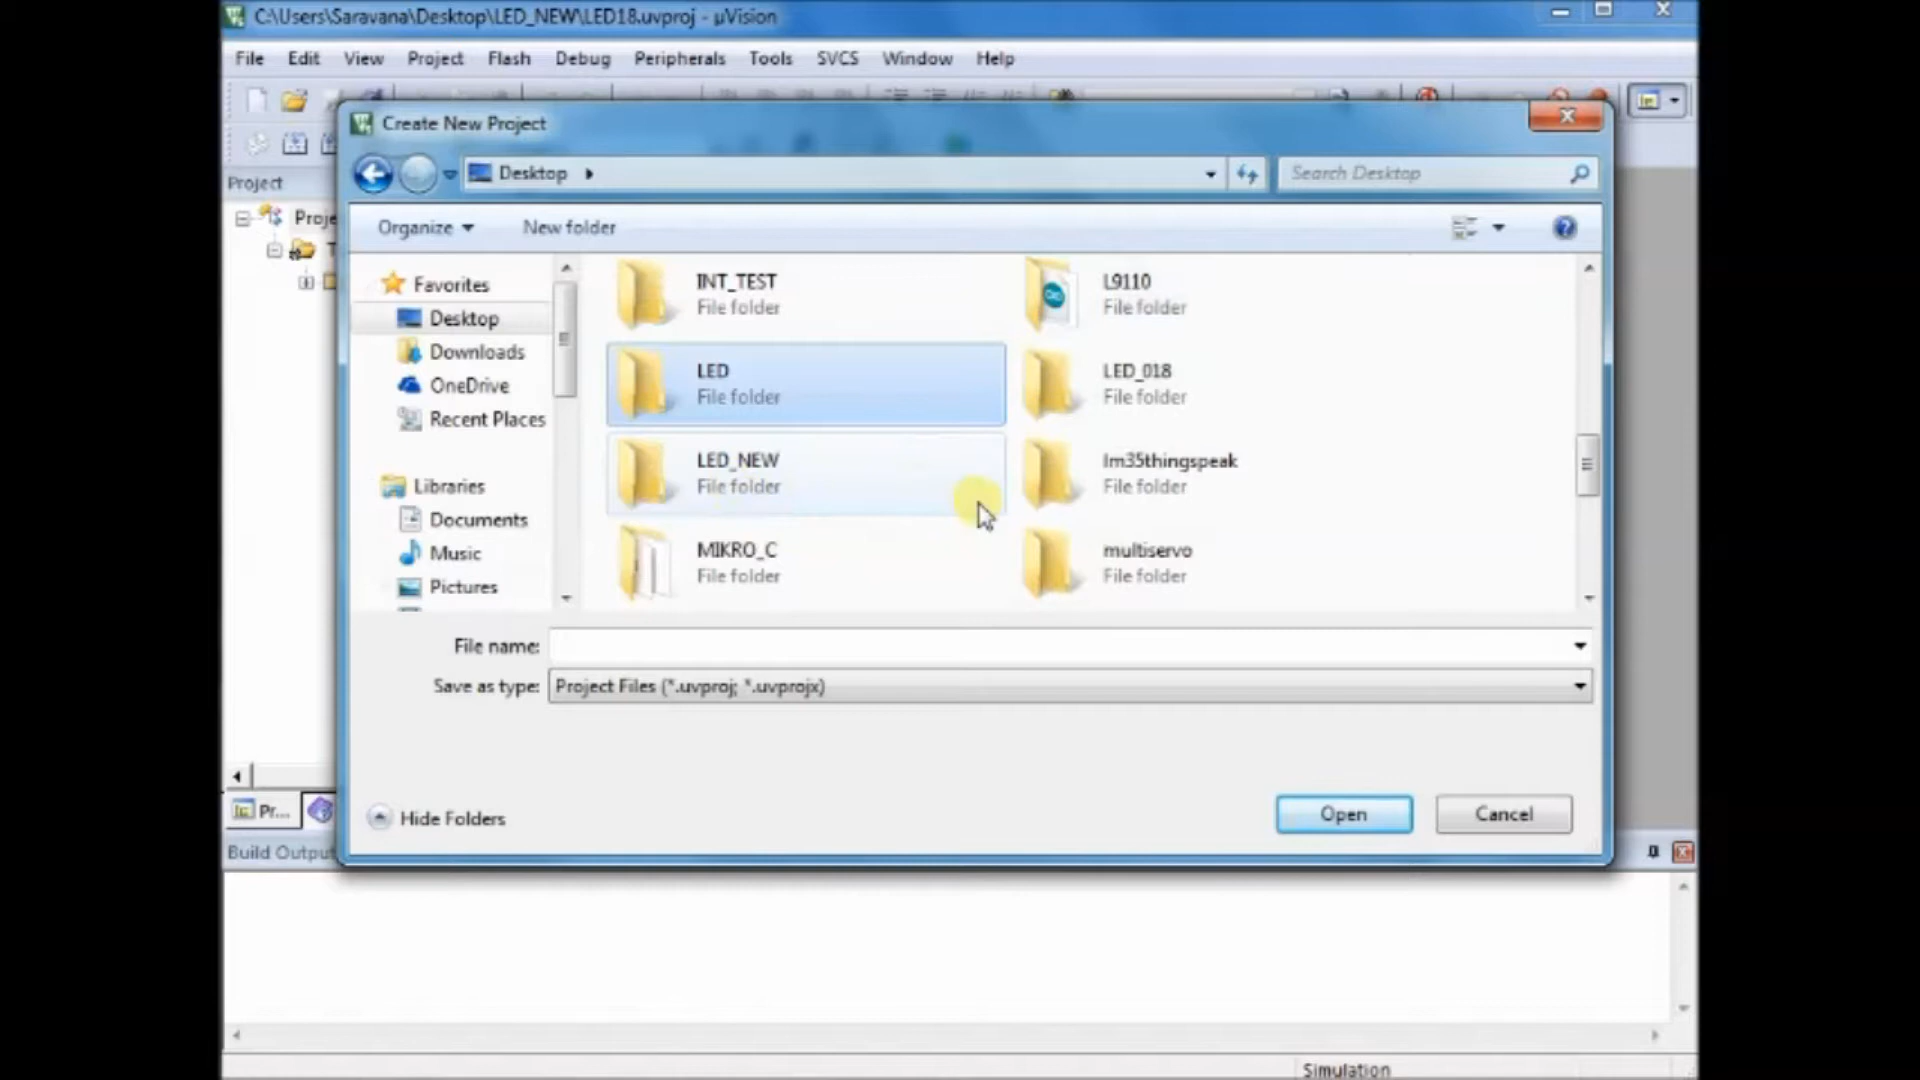 C:\Users\Saravana\Desktop\LED_NEW\LED18.uvproj - µVision
File Edit View Project Flash Debug Peripherals Tools SVCS Window Help
Create New Project
Desktop
Search Desktop
Project
Organize
New folder
Proje
Favorites
Desktop
Downloads
OneDrive
Recent Places
Libraries
Documents
Music
Pictures
INT_TEST
File folder
L9110
File folder
LED
File folder
LED_018
File folder
LED_NEW
File folder
lm35thingspeak
File folder
MIKRO_C
File folder
multiservo
File folder
File name:
Save as type: Project Files (*.uvproj; *.uvprojx)
Hide Folders
Open
Cancel
Pr...
Build Output
Simulation